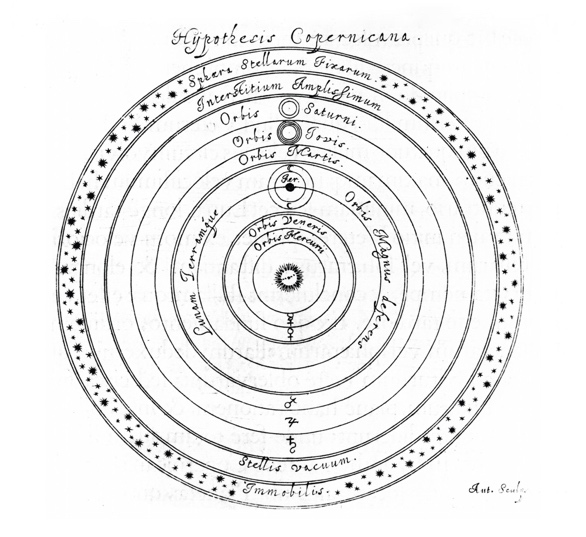 Hypothesis Copernicana.
Sphæra Stellarum Fixarum.
Interstitium Amplissimum
Orbis Saturni.
Orbis Iovis.
Orbis Martis.
Ter.
Orbis Magnus deferens
Lunam Terramque
Orbis Veneris
Orbis Mercurii
☿
♀
♂
♃
♄
Stellis vacuum.
Immobilis.
Aut. Sculp.